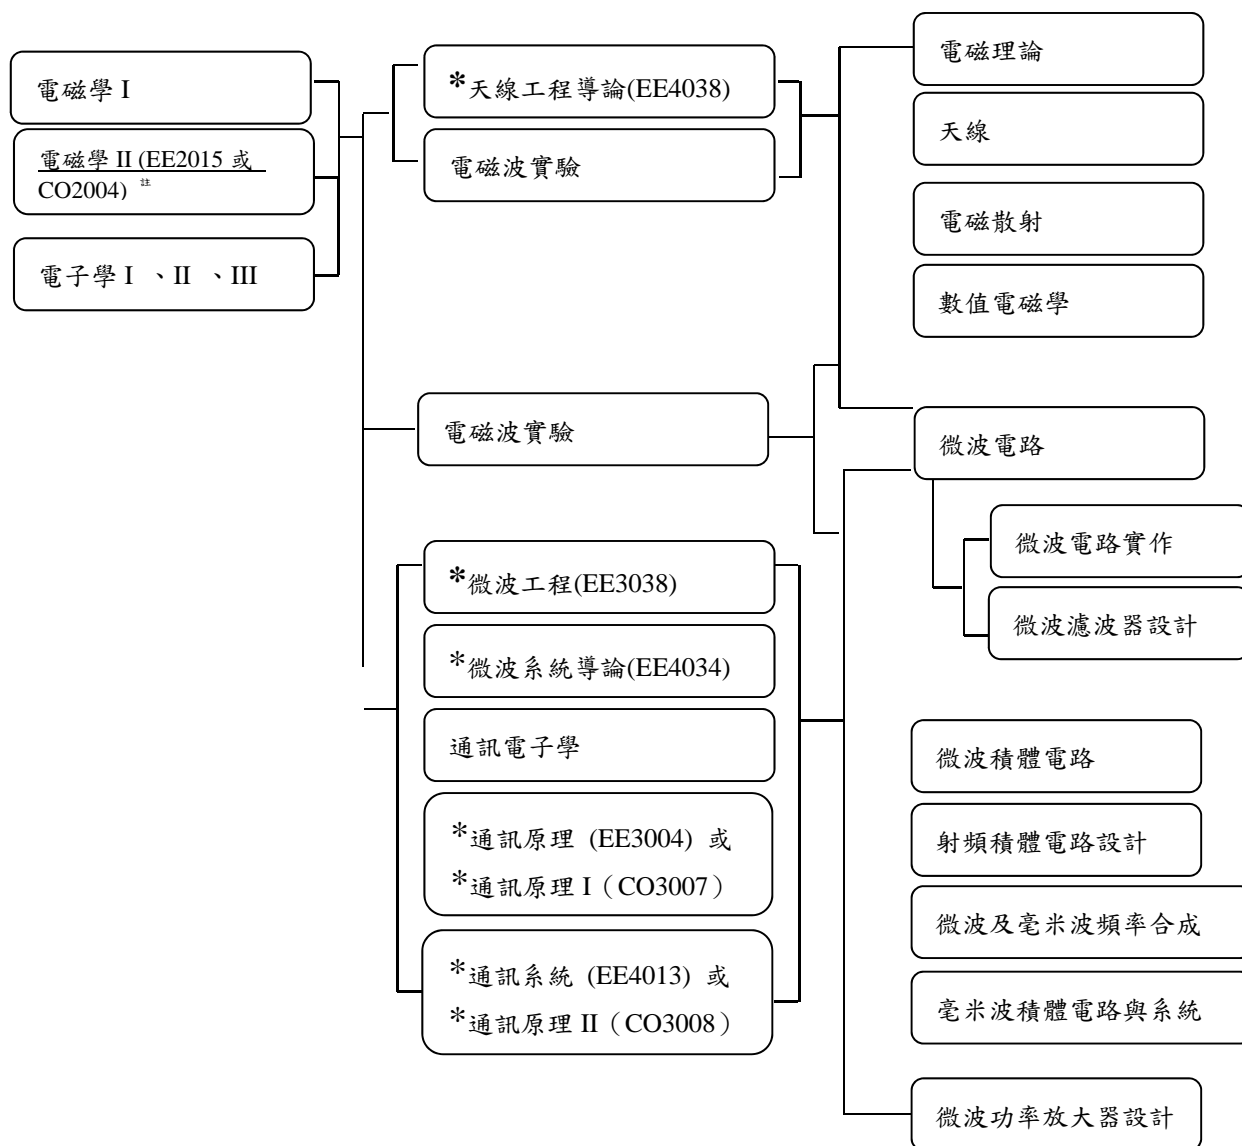 電磁學 I
電磁學 II (EE2015 或
CO2004) 註
電子學 I 、II 、III
*天線工程導論(EE4038)
電磁波實驗
電磁波實驗
*微波工程(EE3038)
*微波系統導論(EE4034)
通訊電子學
*通訊原理 (EE3004) 或
*通訊原理 I（CO3007）
*通訊系統 (EE4013) 或
*通訊原理 II（CO3008）
電磁理論
天線
電磁散射
數值電磁學
微波電路
微波電路實作
微波濾波器設計
微波積體電路
射頻積體電路設計
微波及毫米波頻率合成
毫米波積體電路與系統
微波功率放大器設計